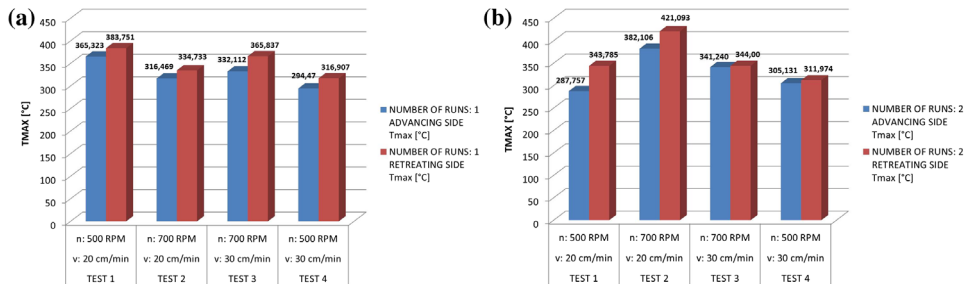 (a)
450
400
350
300
250
200
150
100
50
0
TMAX [°C]
365,323
383,751
316,469
334,733
332,112
365,837
294,47
316,907
n: 500 RPM
n: 700 RPM
n: 700 RPM
n: 500 RPM
v: 20 cm/min
v: 20 cm/min
v: 30 cm/min
v: 30 cm/min
TEST 1
TEST 2
TEST 3
TEST 4
NUMBER OF RUNS: 1
ADVANCING SIDE
Tmax [°C]
NUMBER OF RUNS: 1
RETREATING SIDE
Tmax [°C]
(b)
450
400
350
300
250
200
150
100
50
0
TMAX [°C]
287,757
343,785
382,106
421,093
341,240
344,00
305,131
311,974
n: 500 RPM
n: 700 RPM
n: 700 RPM
n: 500 RPM
v: 20 cm/min
v: 20 cm/min
v: 30 cm/min
v: 30 cm/min
TEST 1
TEST 2
TEST 3
TEST 4
NUMBER OF RUNS: 2
ADVANCING SIDE
Tmax [°C]
NUMBER OF RUNS: 2
RETREATING SIDE
Tmax [°C]